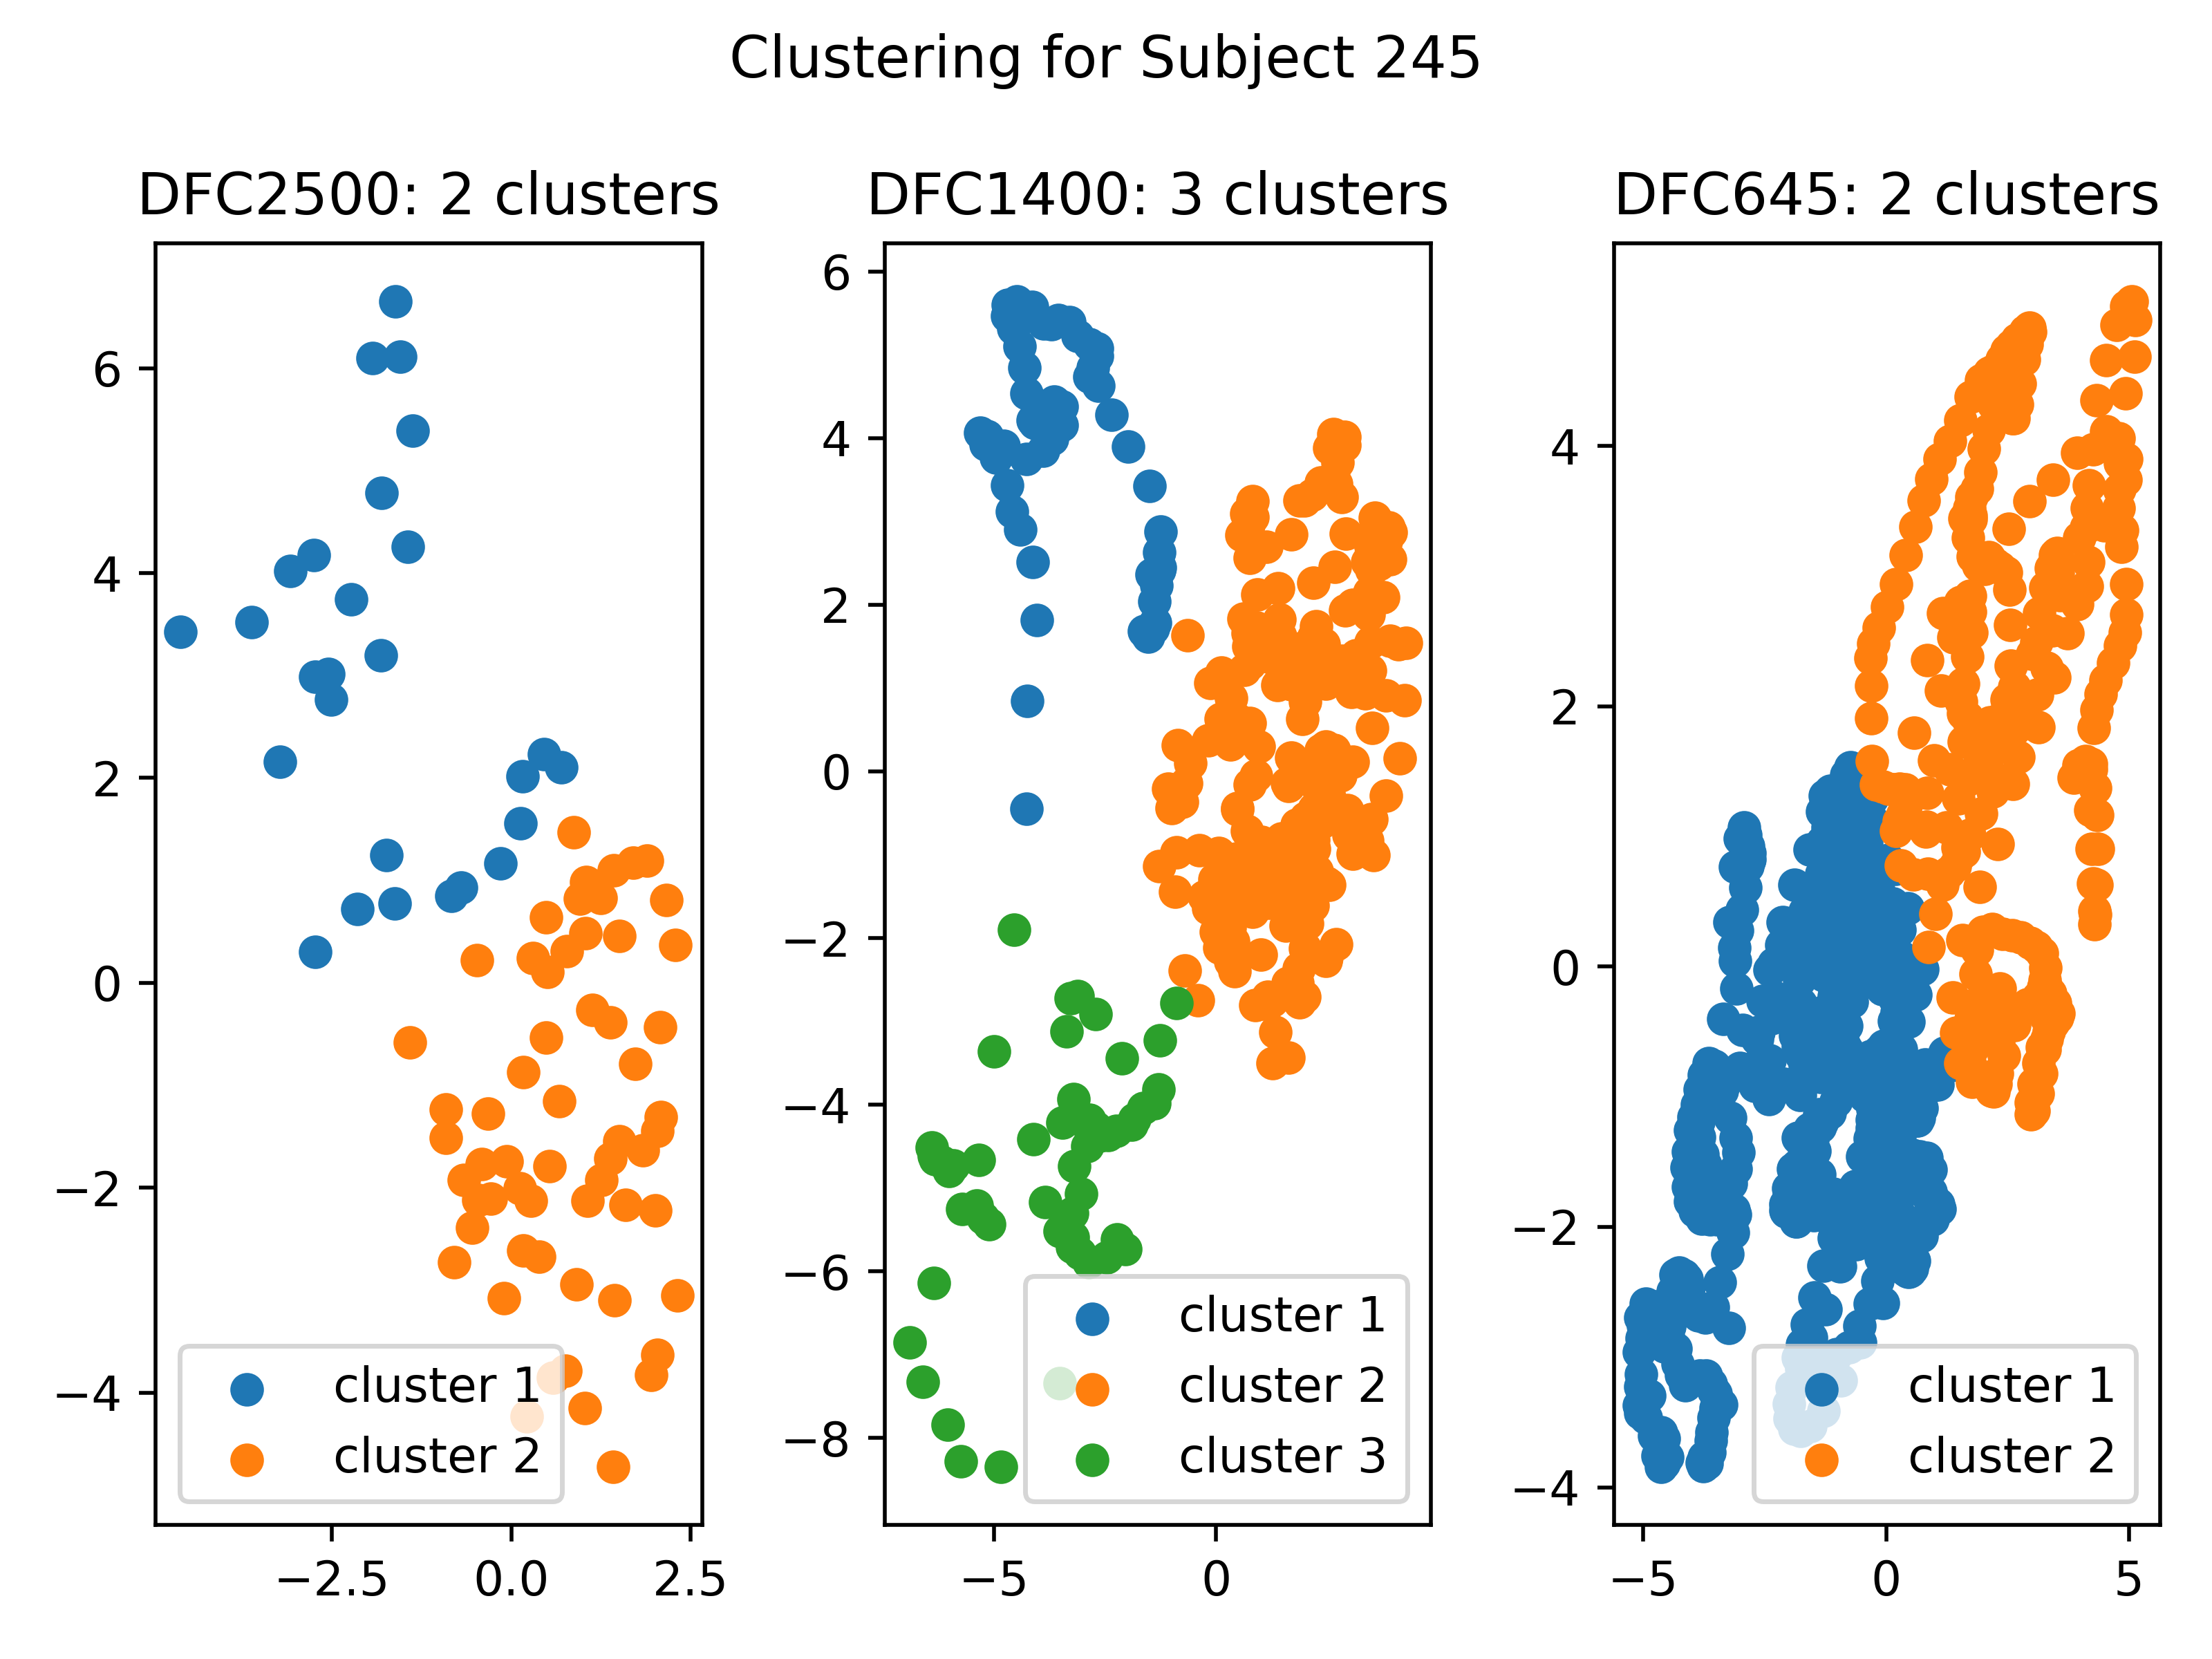 Clustering for Subject 245
DFC2500: 2 clusters
6
4
2
0
−2
−4
−2.5
0.0
2.5
cluster 1
cluster 2
DFC1400: 3 clusters
6
4
2
0
−2
−4
−6
−8
−5
0
cluster 1
cluster 2
cluster 3
DFC645: 2 clusters
4
2
0
−2
−4
−5
0
5
cluster 1
cluster 2